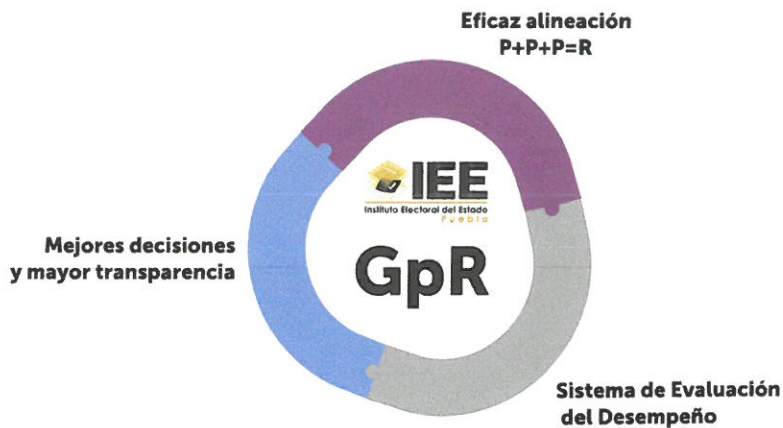 Eficaz alineación
P+P+P=R
IEE
Instituto Electoral del Estado
Puebla
GpR
Mejores decisiones
y mayor transparencia
Sistema de Evaluación
del Desempeño